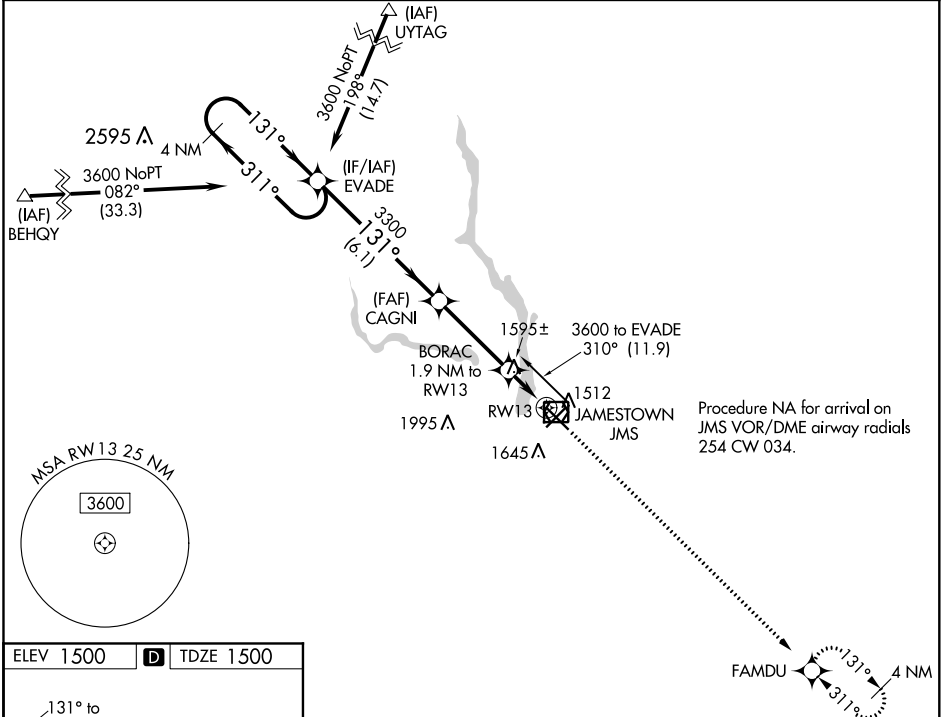 (IAF)
UYTAG
3600 NoPT
198°
(14.7)
2595
4 NM
131°
311°
3600 NoPT
082°
(33.3)
(IAF)
BEHQY
(IF/IAF)
EVADE
3300
131°
(6.1)
(FAF)
CAGNI
1595±
3600 to EVADE
310° (11.9)
BORAC
1.9 NM to
RW13
1512
RW13
JAMESTOWN
JMS
1995
1645
Procedure NA for arrival on
JMS VOR/DME airway radials
254 CW 034.
MSA RW13 25 NM
3600
FAMDU
131°
4 NM
311°
ELEV 1500 D TDZE 1500
131° to